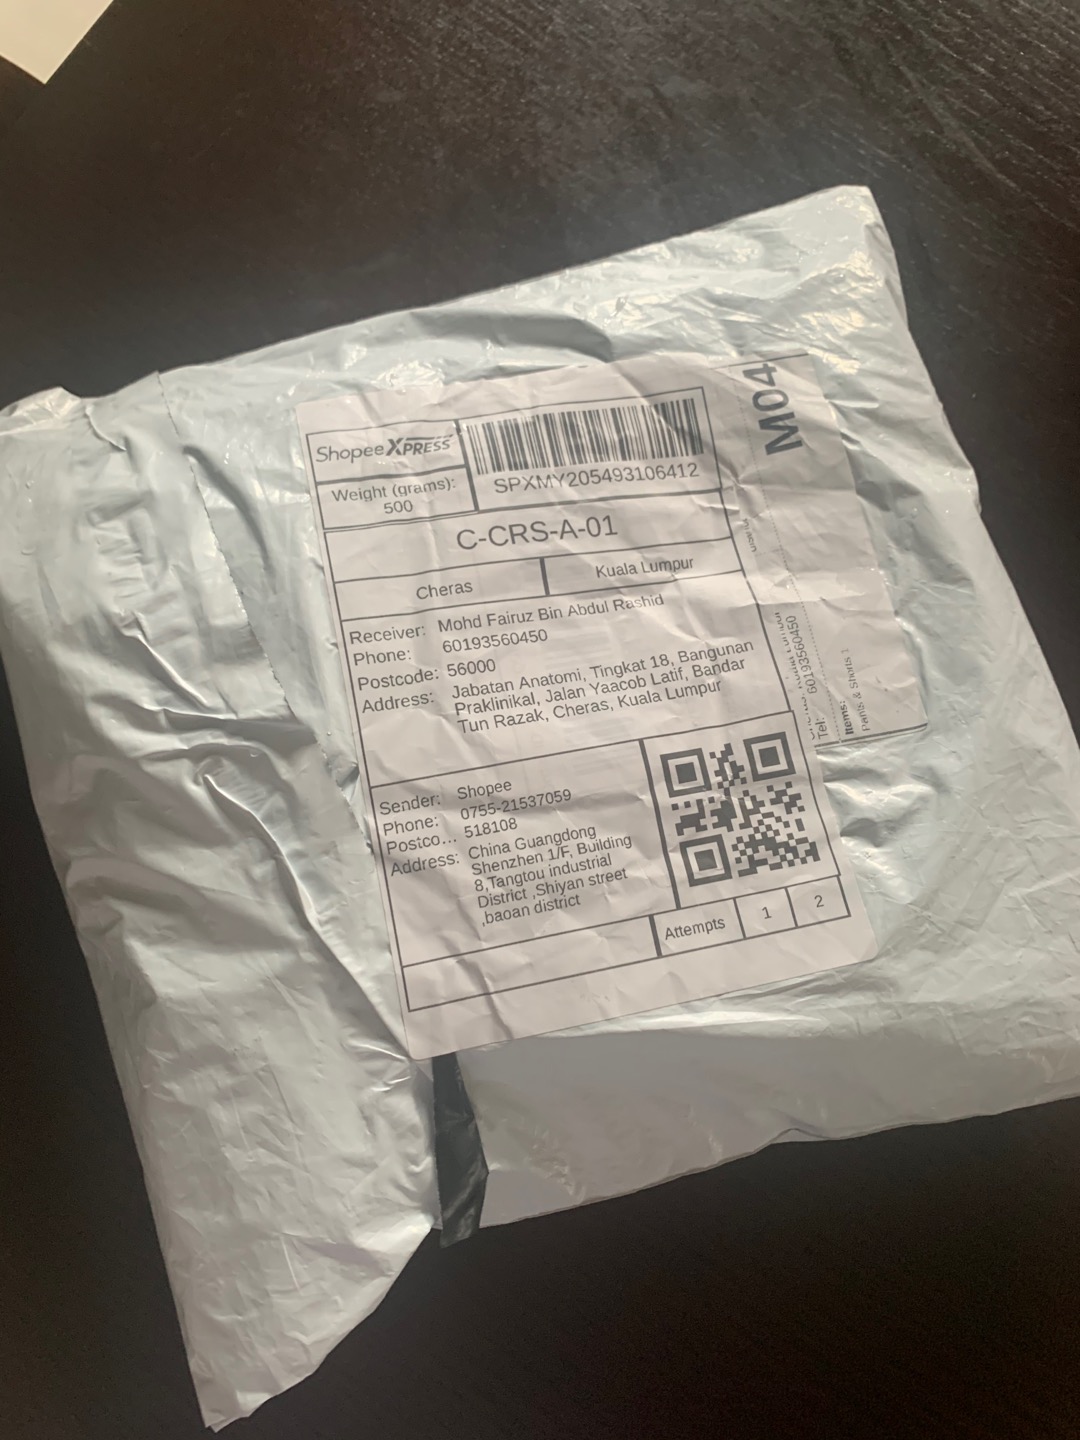 Shopee XPRESS
SPXMY205493106412
Weight (grams):
500
C-CRS-A-01
Cheras
Kuala Lumpur
Receiver: Mohd Fairuz Bin Abdul Rashid
Phone: 60193560450
Postcode: 56000
Address: Jabatan Anatomi, Tingkat 18, Bangunan
Praklinikal, Jalan Yaacob Latif, Bandar
Tun Razak, Cheras, Kuala Lumpur
Sender: Shopee
Phone: 0755-21537059
Postco... 518108
Address: China Guangdong
Shenzhen 1/F, Building
8,Tangtou industrial
District ,Shiyan street
,baoan district
Attempts 1 2
M04
Tel: 60193560450
Items:
Pants & Shorts 1